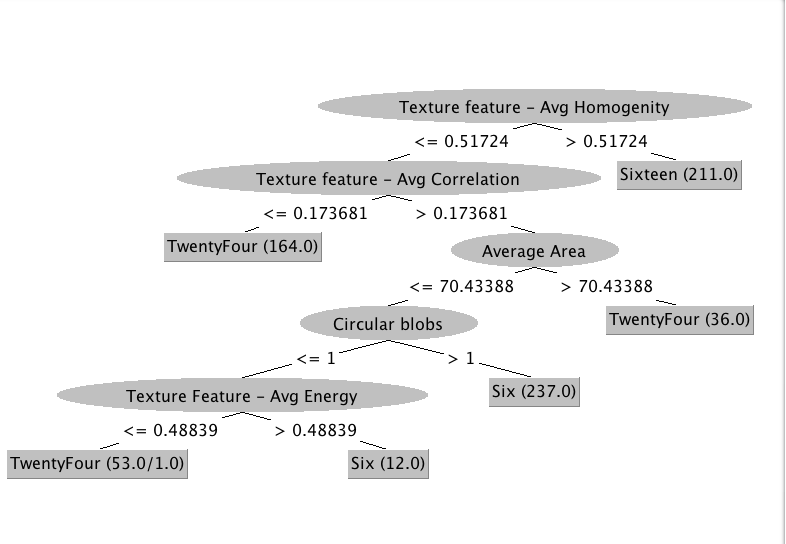 Texture feature - Avg Homogenity
<= 0.51724
> 0.51724
Texture feature - Avg Correlation
Sixteen (211.0)
<= 0.173681
> 0.173681
TwentyFour (164.0)
Average Area
<= 70.43388
> 70.43388
Circular blobs
TwentyFour (36.0)
<= 1
> 1
Texture Feature - Avg Energy
Six (237.0)
<= 0.48839
> 0.48839
TwentyFour (53.0/1.0)
Six (12.0)